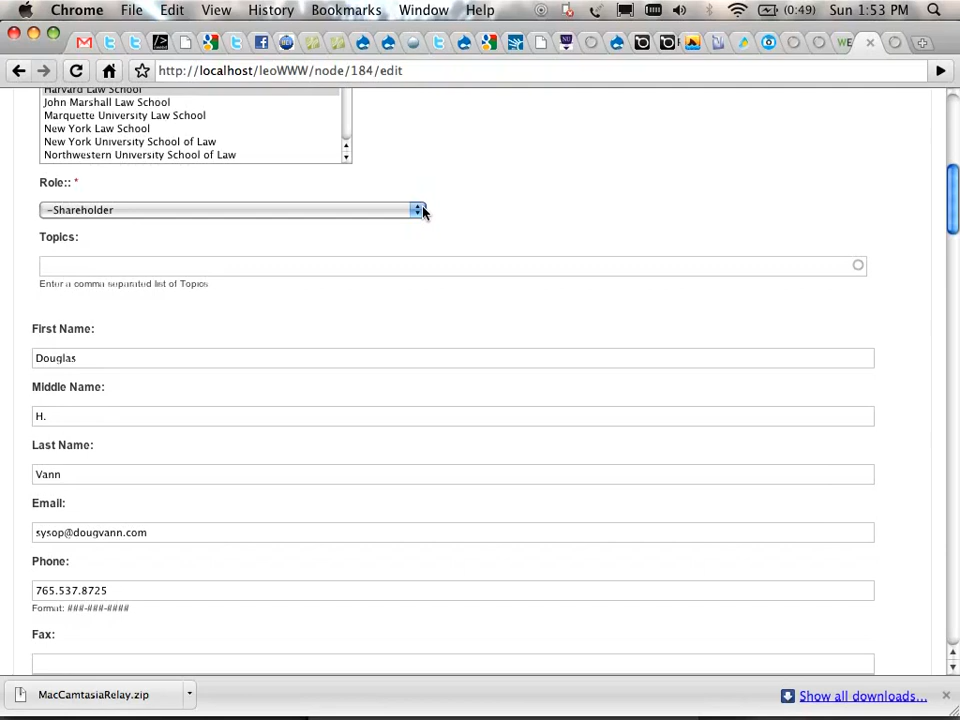 Chrome File Edit View History Bookmarks Window Help (0:49) Sun 1:53 PM
WE
http://localhost/leoWWW/node/184/edit
Harvard Law School
John Marshall Law School
Marquette University Law School
New York Law School
New York University School of Law
Northwestern University School of Law
Role:: *
-Shareholder
Topics:
Enter a comma separated list of Topics
First Name:
Douglas
Middle Name:
H.
Last Name:
Vann
Email:
sysop@dougvann.com
Phone:
765.537.8725
Format: ###-###-####
Fax:
MacCamtasiaRelay.zip Show all downloads...